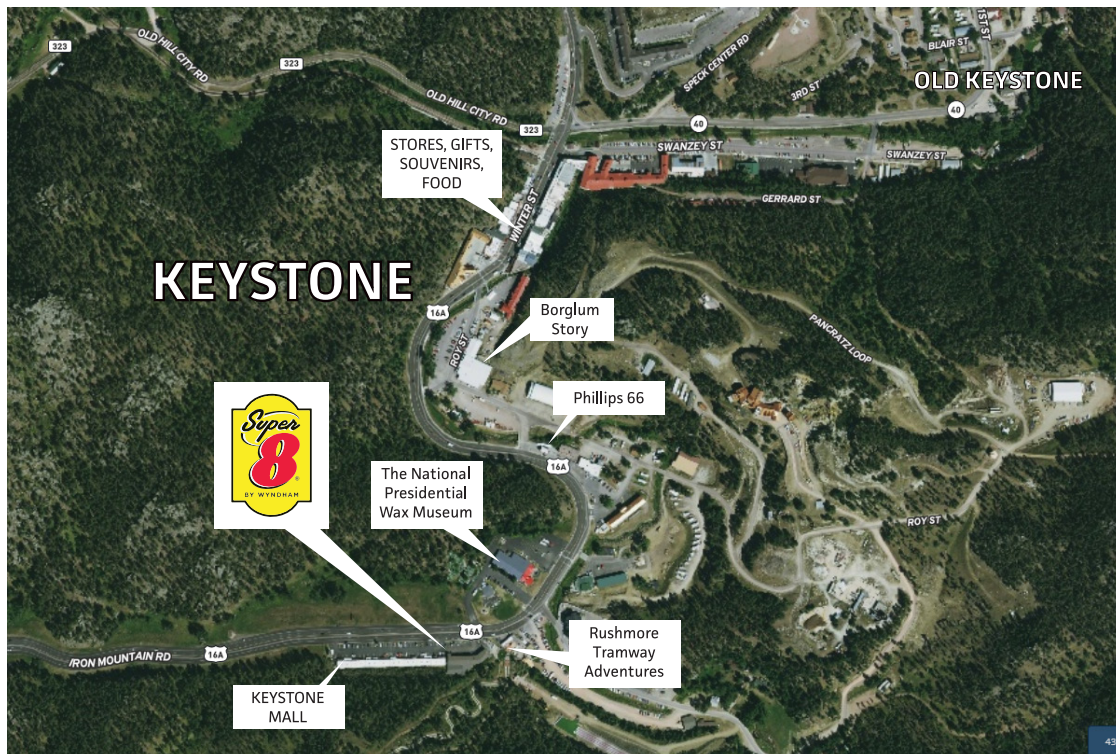 323
OLD HILL CITY RD
323
OLD HILL CITY RD
323
SPECK CENTER RD
3RD ST
BLAIR ST
1ST ST
OLD KEYSTONE
40
40
SWANZEY ST
SWANZEY ST
GERRARD ST
STORES, GIFTS,
SOUVENIRS,
FOOD
WINTER ST
KEYSTONE
16A
ROY ST
Borglum
Story
PANCRATZ LOOP
Phillips 66
Super
8
BY WYNDHAM
16A
The National
Presidential
Wax Museum
ROY ST
IRON MOUNTAIN RD
16A
16A
Rushmore
Tramway
Adventures
KEYSTONE
MALL
43